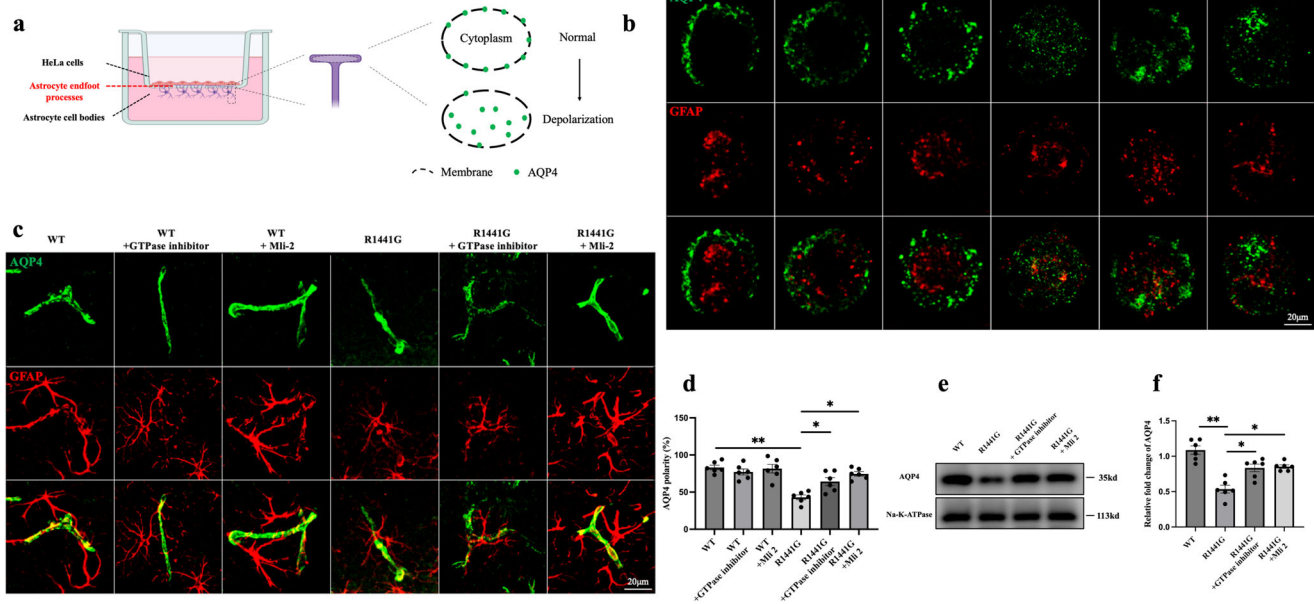 a
HeLa cells
Astrocyte endfoot
processes
Astrocyte cell bodies
Cytoplasm
Normal
Depolarization
Membrane
AQP4
b
GFAP
20μm
c
WT
WT
+GTPase inhibitor
WT
+ Mli-2
R1441G
R1441G
+ GTPase inhibitor
R1441G
+ Mli-2
AQP4
GFAP
20μm
d
AQP4 polarity (%)
150
100
50
0
**
*
*
WT
WT
+GTPase inhibitor
WT
+Mli 2
R1441G
R1441G
+GTPase inhibitor
R1441G
+Mli 2
e
WT
R1441G
R1441G
+ GTPase inhibitor
R1441G
+ Mli 2
AQP4
35kd
Na-K-ATPase
113kd
f
Relative fold change of AQP4
1.5
1.0
0.5
0.0
**
*
*
WT
R1441G
R1441G
+GTPase inhibitor
R1441G
+Mli 2